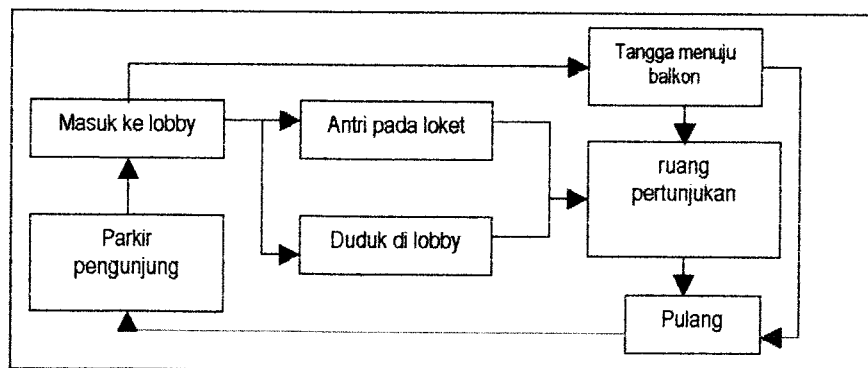 Tangga menuju
balkon
Masuk ke lobby
Antri pada loket
ruang
pertunjukan
Parkir
pengunjung
Duduk di lobby
Pulang